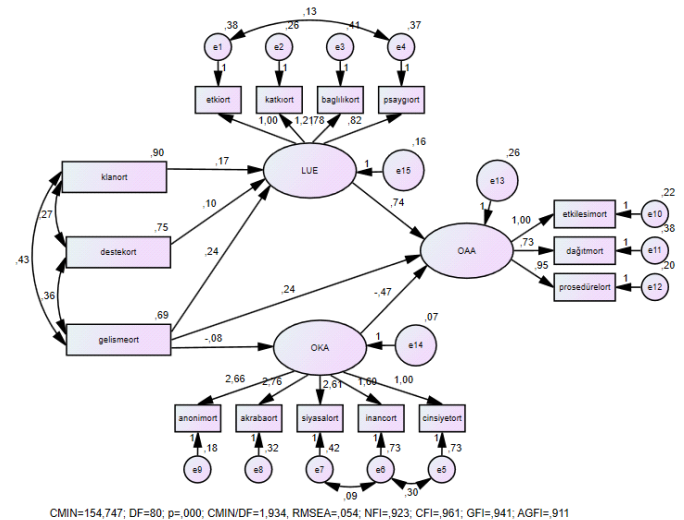 ,13
,38 ,26 ,41 ,37
e1 e2 e3 e4
1 1 1 1
etkiort katkıort baglılıkort psaygıort
1,00 1,21 ,78 ,82
,16
,90 ,26
,17 LUE 1 e15 e13
klanort
,22
1 etkilesimort 1 e10
,10 ,74 1,00
,27 ,38
,75 ,24 OAA ,73 dağıtmort 1 e11
,43 destekort
,95 ,20
,36 ,24 -,47 prosedürelort 1 e12
,69
gelismeort -,08 OKA 1 e14 ,07
2,66 2,76 2,61 1,60 1,00
anonimort akrabaort siyasalort inancort cinsiyetort
1 1 1 1 1
,18 ,32 ,42 ,73 ,73
e9 e8 e7 e6 e5
,09 ,30
CMIN=154,747; DF=80; p=,000; CMIN/DF=1,934, RMSEA=,054; NFI=,923; CFI=,961; GFI=,941; AGFI=,911